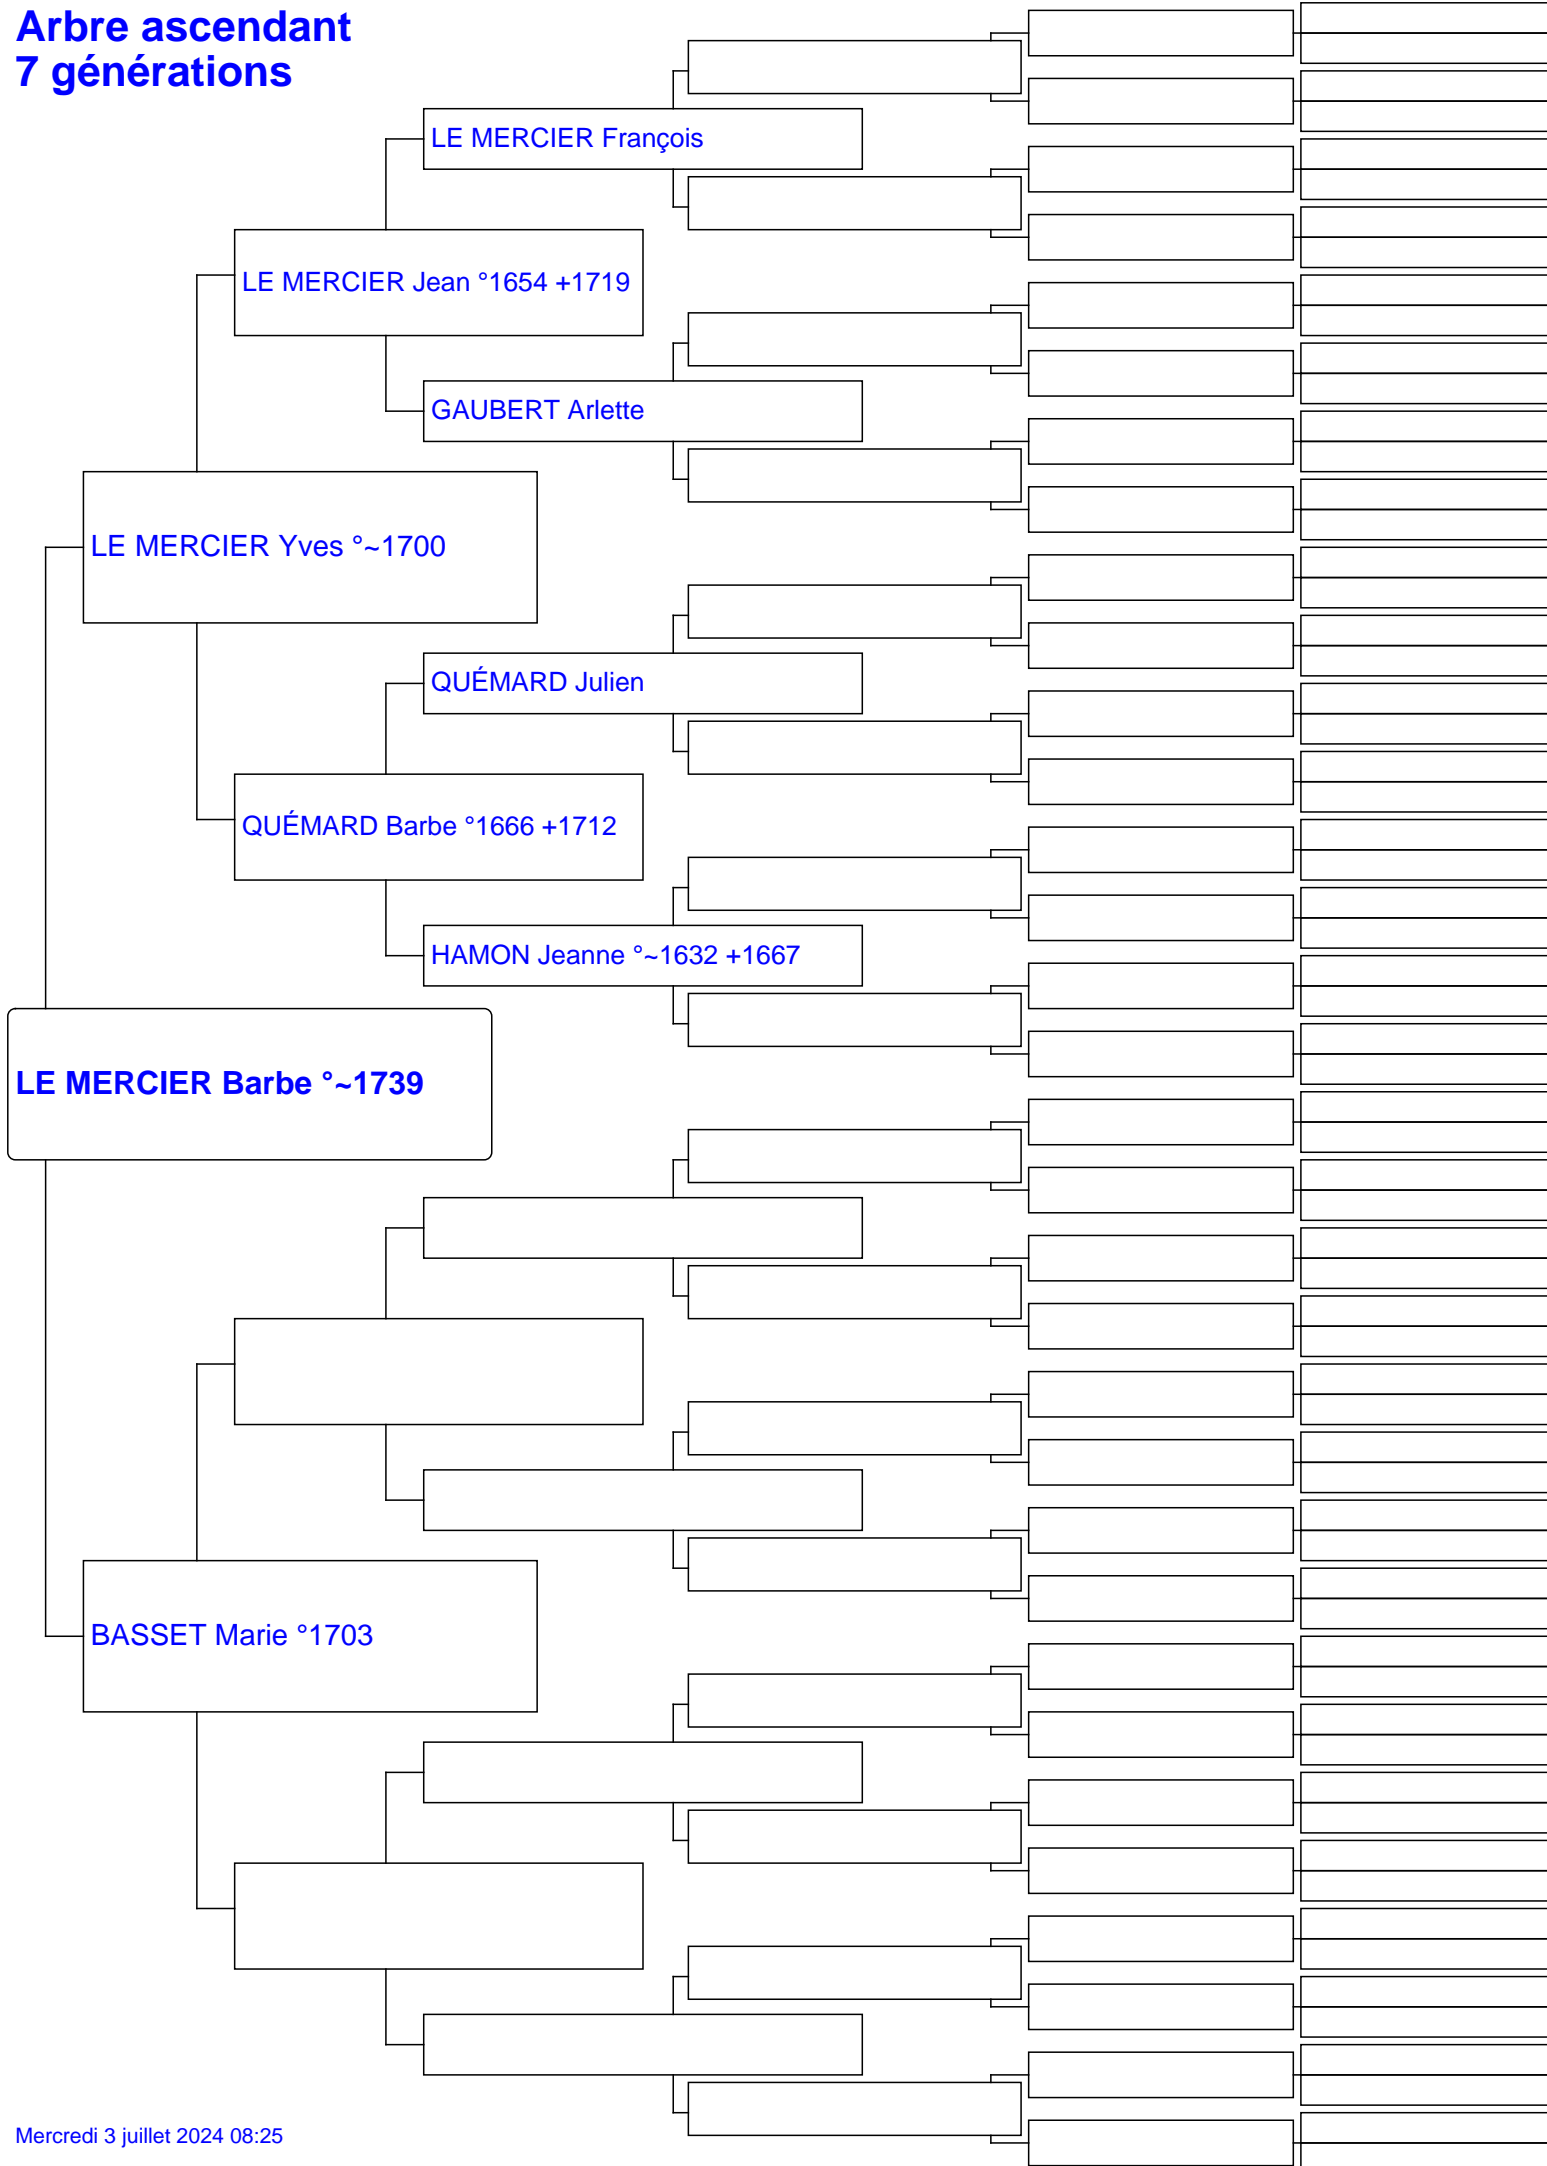 Arbre ascendant
7 générations
LE MERCIER François
LE MERCIER Jean °1654 +1719
GAUBERT Arlette
LE MERCIER Yves °~1700
QUÉMARD Julien
QUÉMARD Barbe °1666 +1712
HAMON Jeanne °~1632 +1667
LE MERCIER Barbe °~1739
BASSET Marie °1703
Mercredi 3 juillet 2024 08:25